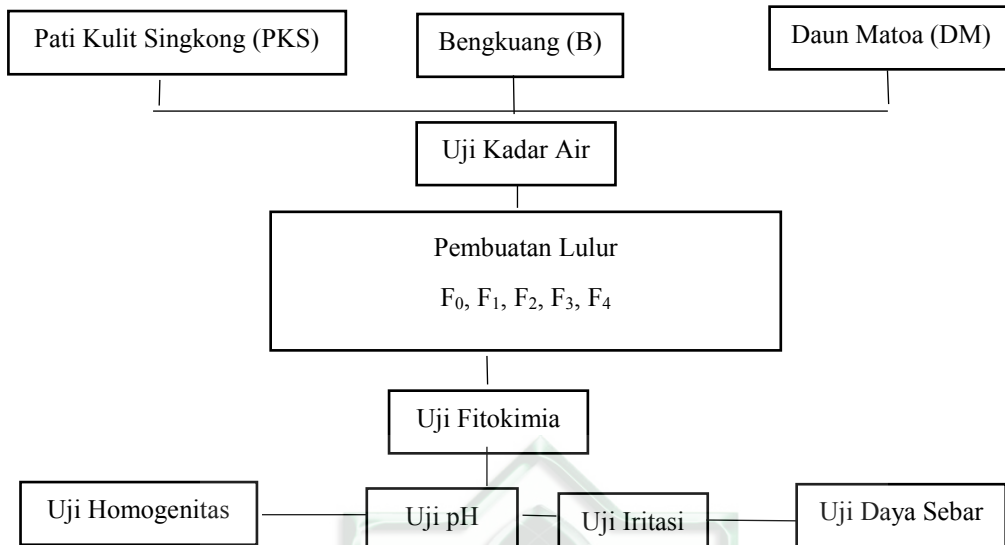 Pati Kulit Singkong (PKS)
Bengkuang (B)
Daun Matoa (DM)
Uji Kadar Air
Pembuatan Lulur
F₀, F₁, F₂, F₃, F₄
Uji Fitokimia
Uji Homogenitas
Uji pH
Uji Iritasi
Uji Daya Sebar